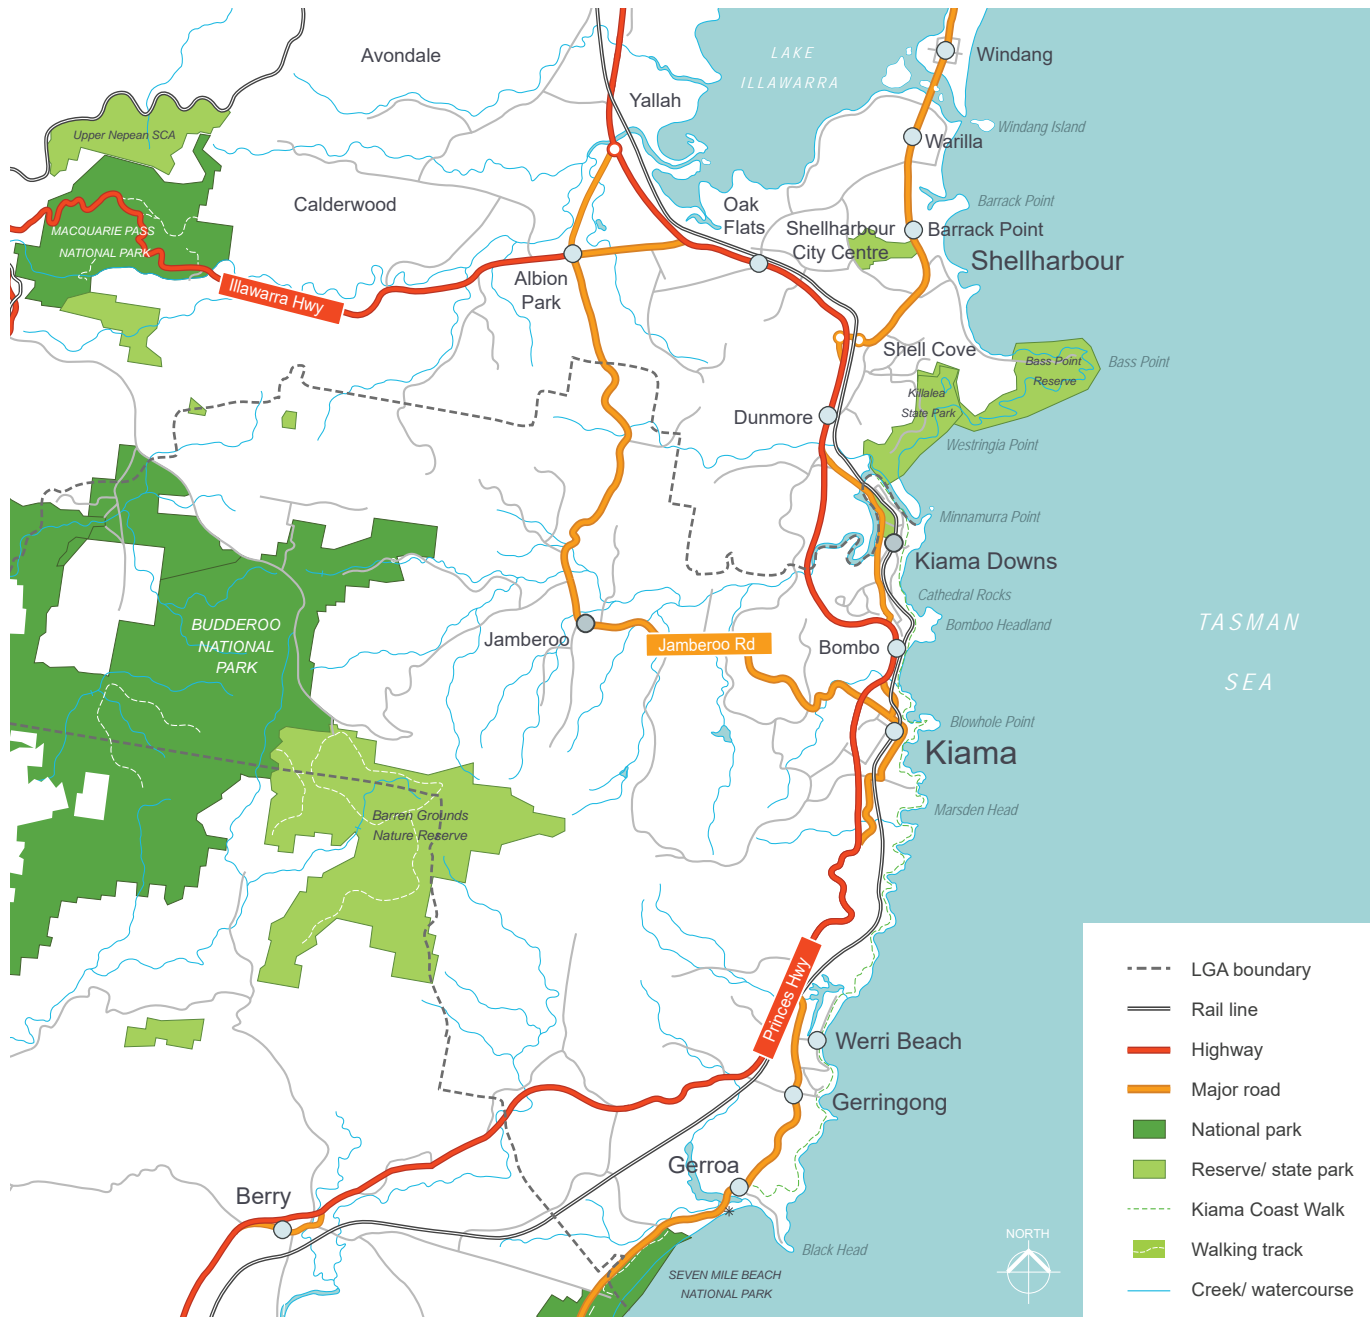 Avondale
LAKE
ILLAWARRA
Windang
Yallah
Upper Nepean SCA
Windang Island
Warilla
Calderwood
Oak
Flats
Barrack Point
Shellharbour
City Centre
Barrack Point
MACQUARIE PASS
NATIONAL PARK
Shellharbour
Albion
Park
Illawarra Hwy
Shell Cove
Bass Point
Reserve
Bass Point
Killalea
State Park
Dunmore
Westringia Point
Minnamurra Point
Kiama Downs
Cathedral Rocks
Bomboo Headland
TASMAN
SEA
BUDDEROO
NATIONAL
PARK
Jamberoo
Jamberoo Rd
Bombo
Blowhole Point
Kiama
Marsden Head
Barren Grounds
Nature Reserve
Princes Hwy
Werri Beach
Gerringong
Gerroa
Berry
Black Head
SEVEN MILE BEACH
NATIONAL PARK
NORTH
LGA boundary
Rail line
Highway
Major road
National park
Reserve/ state park
Kiama Coast Walk
Walking track
Creek/ watercourse